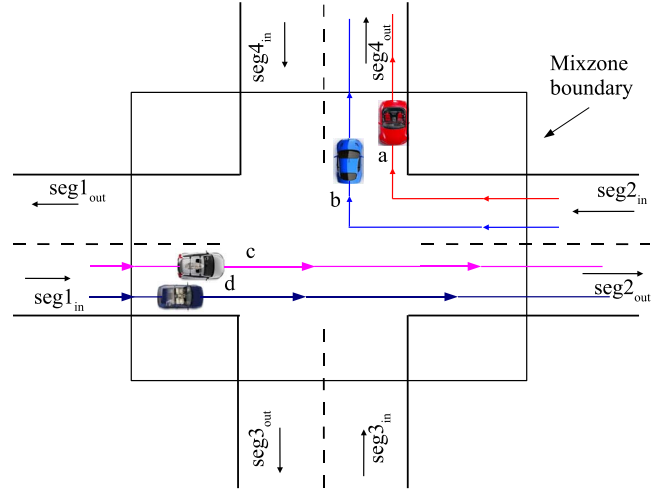 seg4in
seg4out
Mixzone
boundary
a
b
seg1out
seg2in
c
d
seg1in
seg2out
seg3out
seg3in